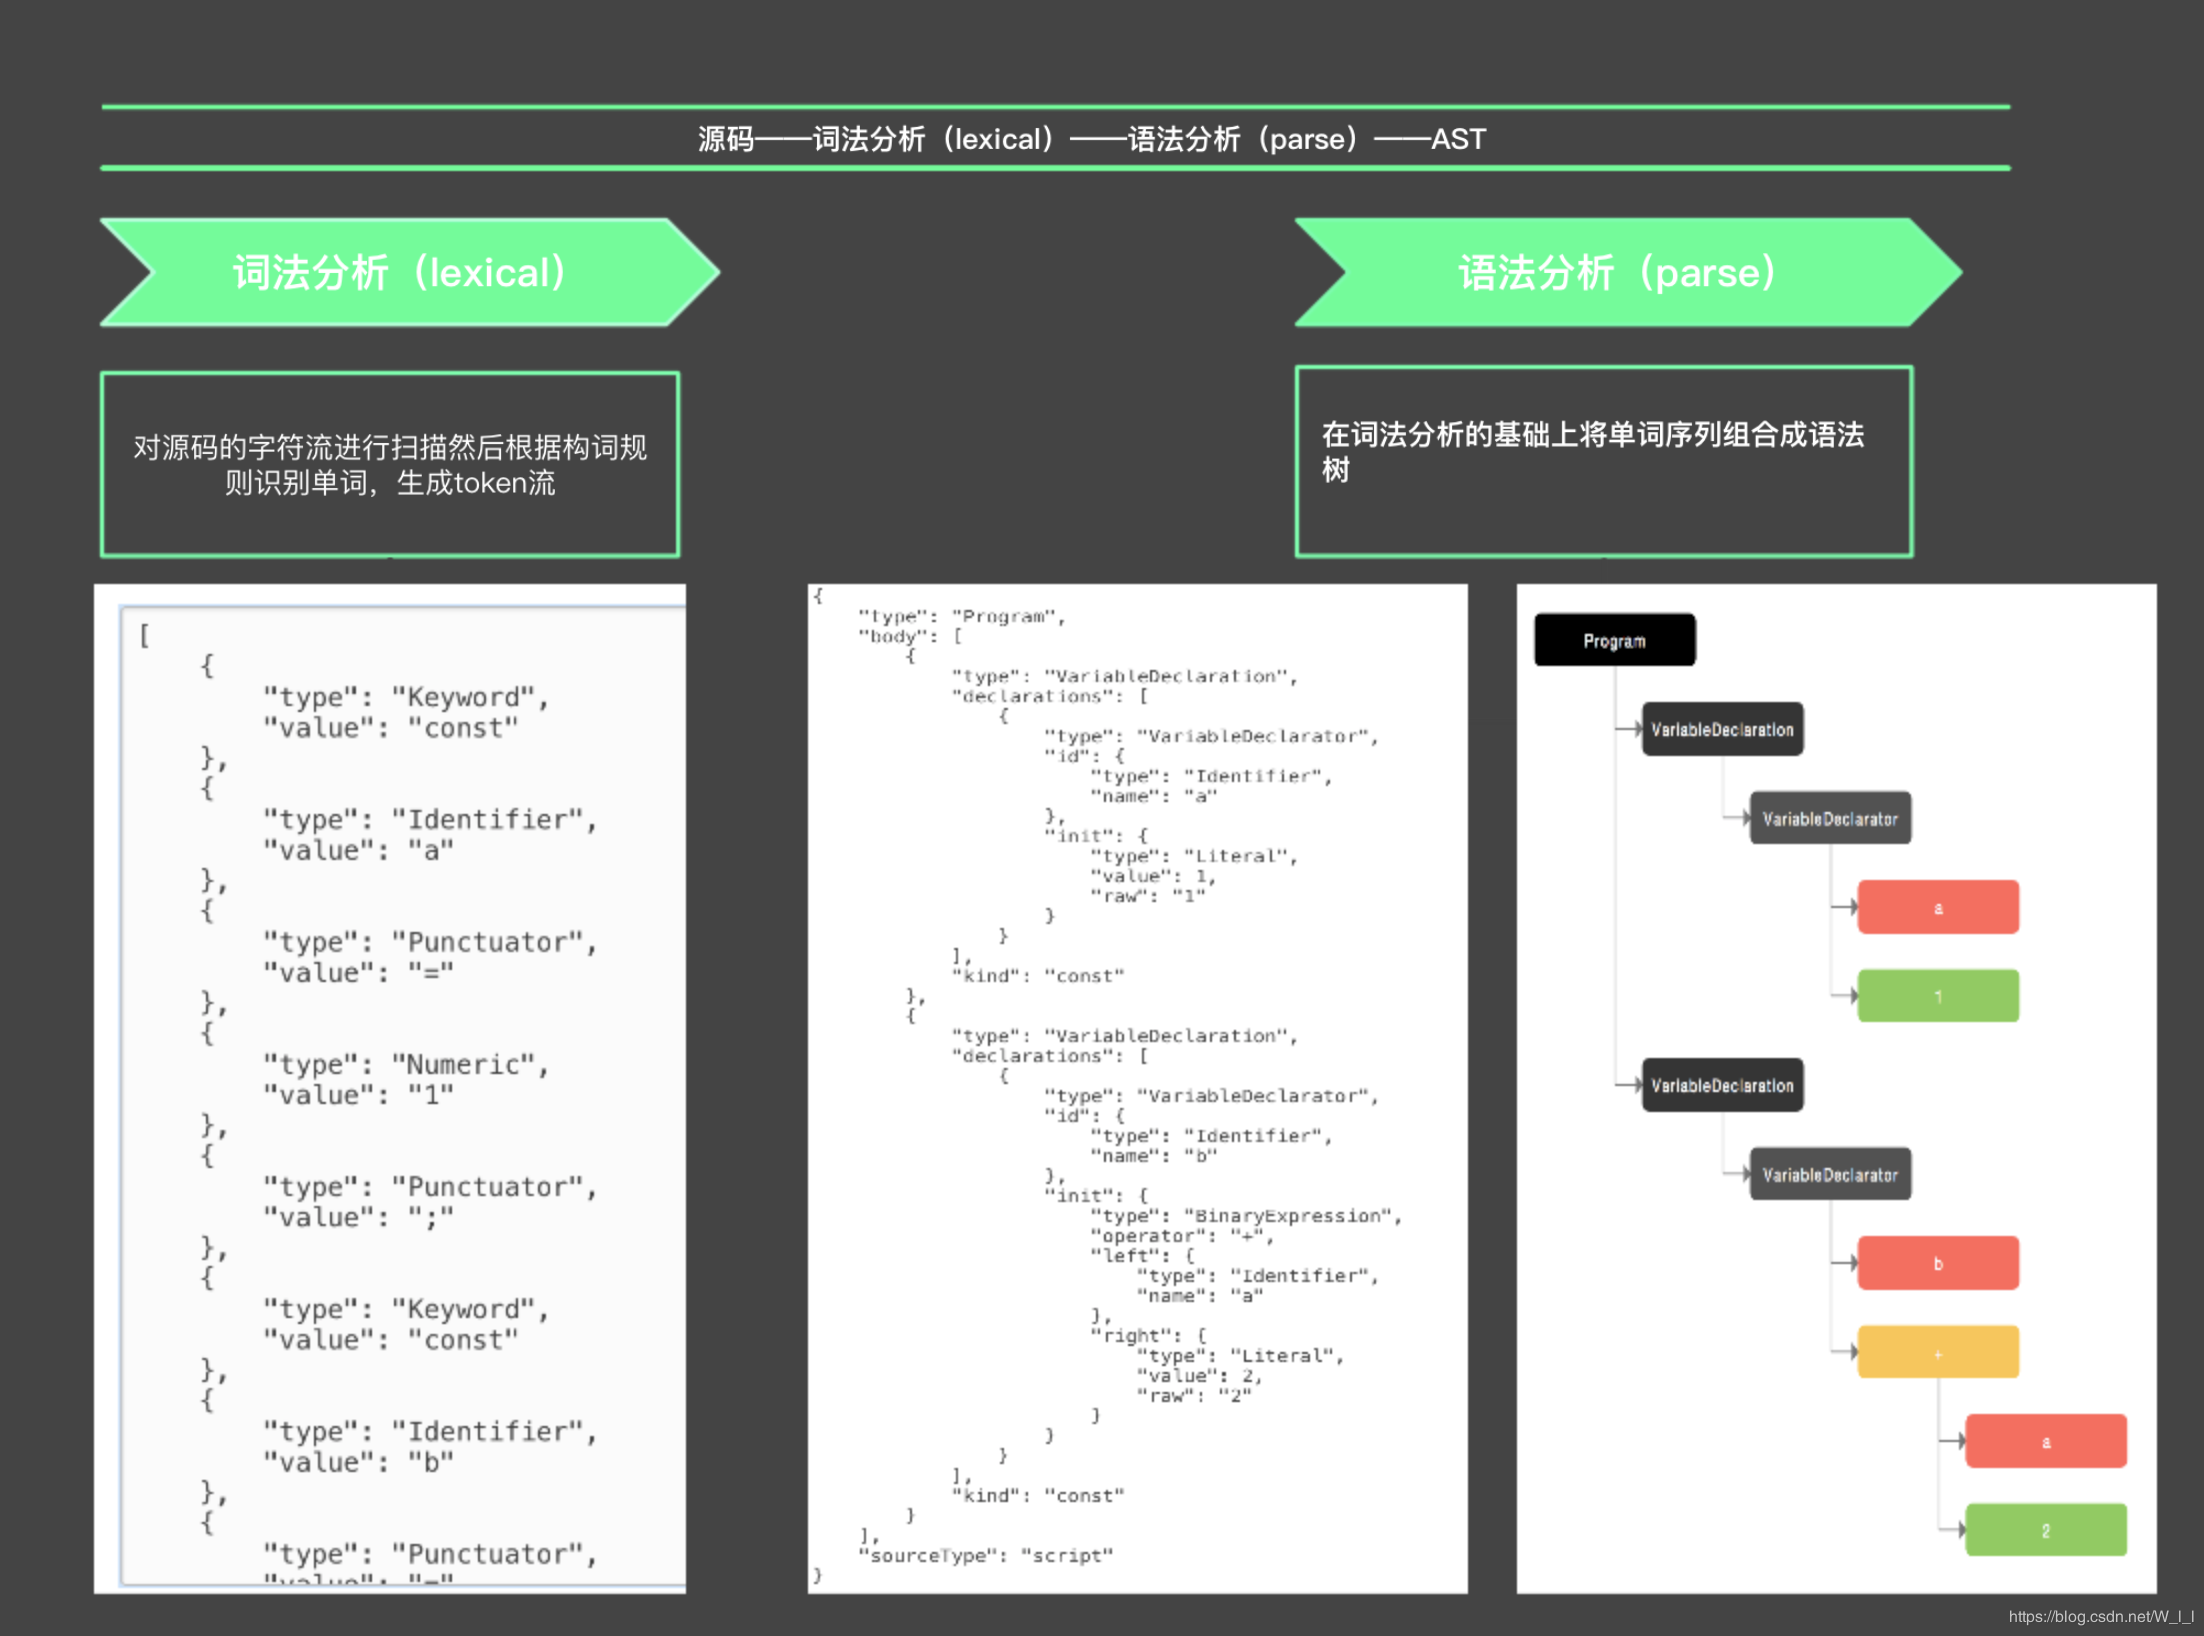 源码——词法分析（lexical）——语法分析（parse）——AST
词法分析（lexical）
语法分析（parse）
对源码的字符流进行扫描然后根据构词规
则识别单词，生成token流
在词法分析的基础上将单词序列组合成语法
树
[
{
"type": "Keyword",
"value": "const"
},
{
"type": "Identifier",
"value": "a"
},
{
"type": "Punctuator",
"value": "="
},
{
"type": "Numeric",
"value": "1"
},
{
"type": "Punctuator",
"value": ";"
},
{
"type": "Keyword",
"value": "const"
},
{
"type": "Identifier",
"value": "b"
},
{
"type": "Punctuator",
"value": "="
{
"type": "Program",
"body": [
{
"type": "VariableDeclaration",
"declarations": [
{
"type": "VariableDeclarator",
"id": {
"type": "Identifier",
"name": "a"
},
"init": {
"type": "Literal",
"value": 1,
"raw": "1"
}
}
],
"kind": "const"
},
{
"type": "VariableDeclaration",
"declarations": [
{
"type": "VariableDeclarator",
"id": {
"type": "Identifier",
"name": "b"
},
"init": {
"type": "BinaryExpression",
"operator": "+",
"left": {
"type": "Identifier",
"name": "a"
},
"right": {
"type": "Literal",
"value": 2,
"raw": "2"
}
}
}
],
"kind": "const"
}
],
"sourceType": "script"
}
Program
VariableDeclaration
VariableDeclarator
a
1
VariableDeclaration
VariableDeclarator
b
+
a
2
https://blog.csdn.net/W_l_l